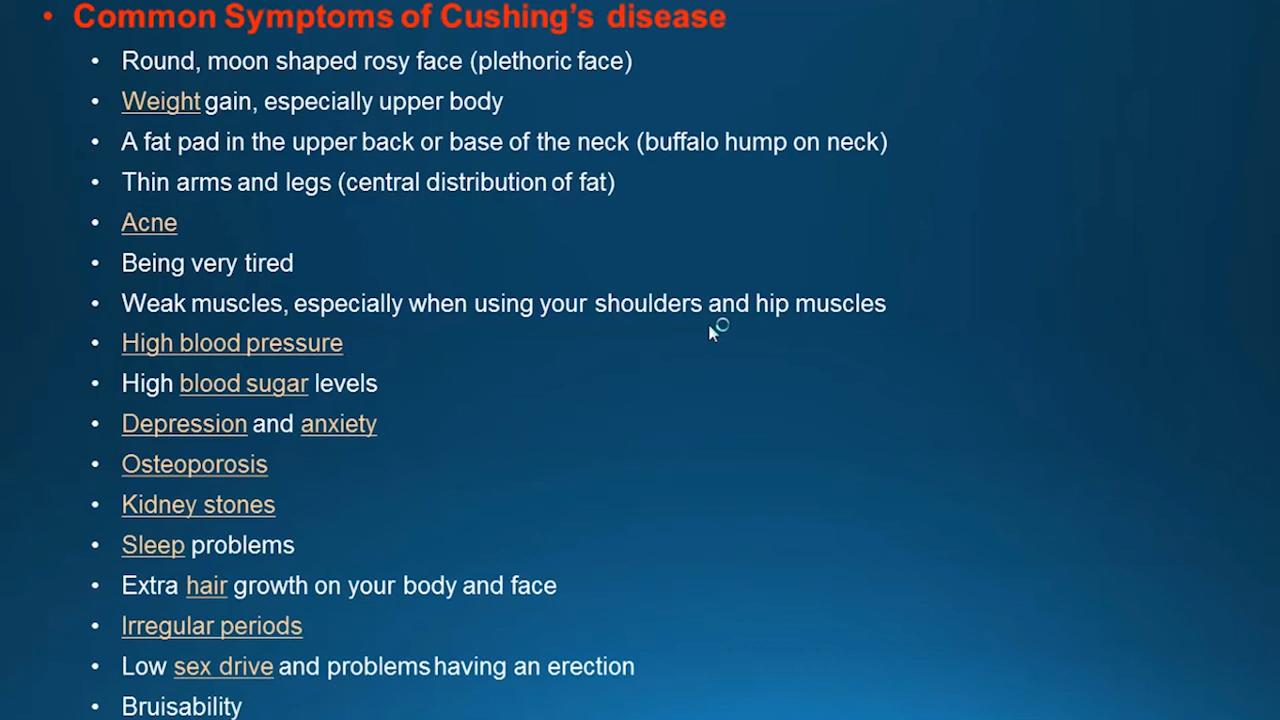 • Common Symptoms of Cushing’s disease
• Round, moon shaped rosy face (plethoric face)
• Weight gain, especially upper body
• A fat pad in the upper back or base of the neck (buffalo hump on neck)
• Thin arms and legs (central distribution of fat)
• Acne
• Being very tired
• Weak muscles, especially when using your shoulders and hip muscles
• High blood pressure
• High blood sugar levels
• Depression and anxiety
• Osteoporosis
• Kidney stones
• Sleep problems
• Extra hair growth on your body and face
• Irregular periods
• Low sex drive and problems having an erection
• Bruisability